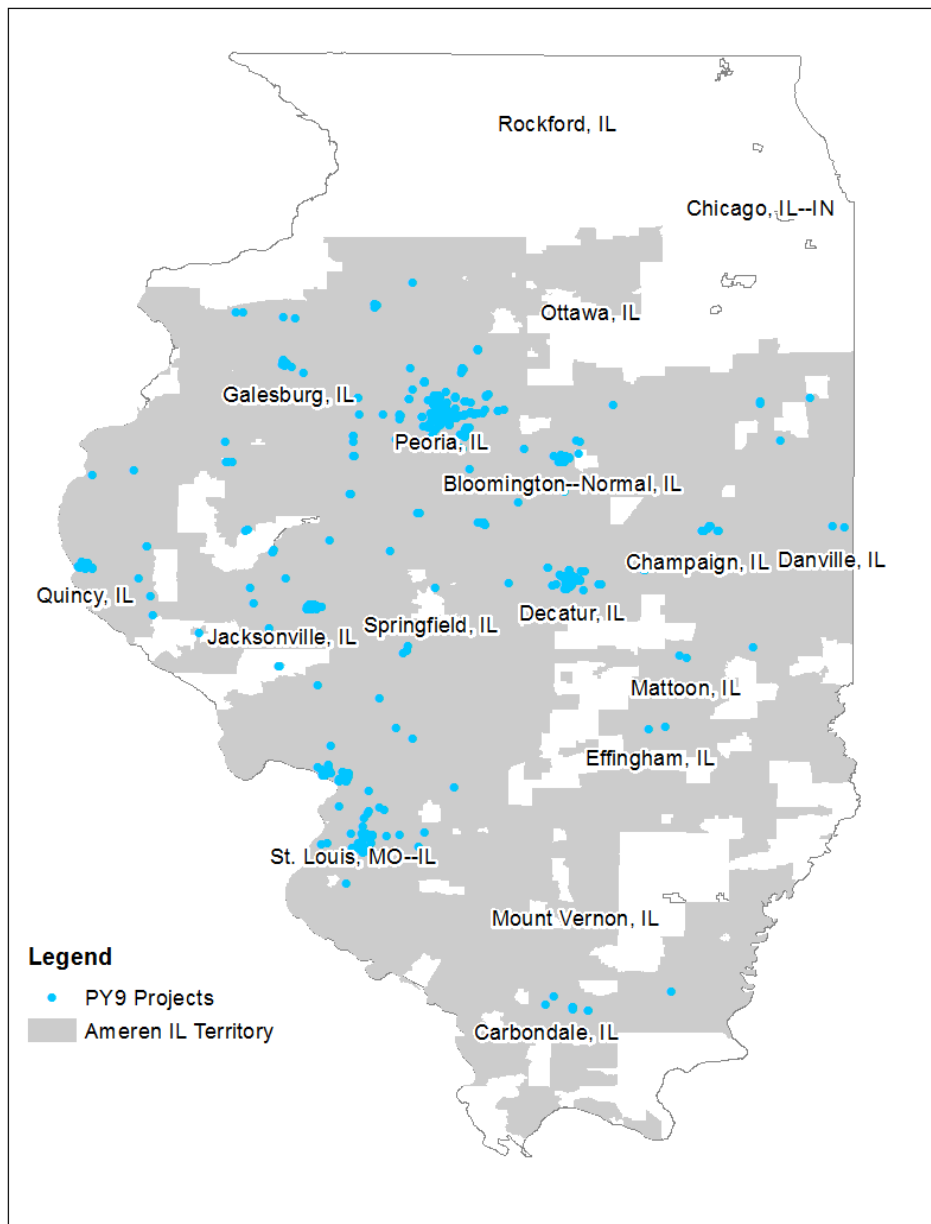 Rockford, IL
Chicago, IL--IN
Ottawa, IL
Galesburg, IL
Peoria, IL
Bloomington--Normal, IL
Champaign, IL
Danville, IL
Quincy, IL
Decatur, IL
Springfield, IL
Jacksonville, IL
Mattoon, IL
Effingham, IL
St. Louis, MO--IL
Mount Vernon, IL
Legend
PY9 Projects
Ameren IL Territory
Carbondale, IL